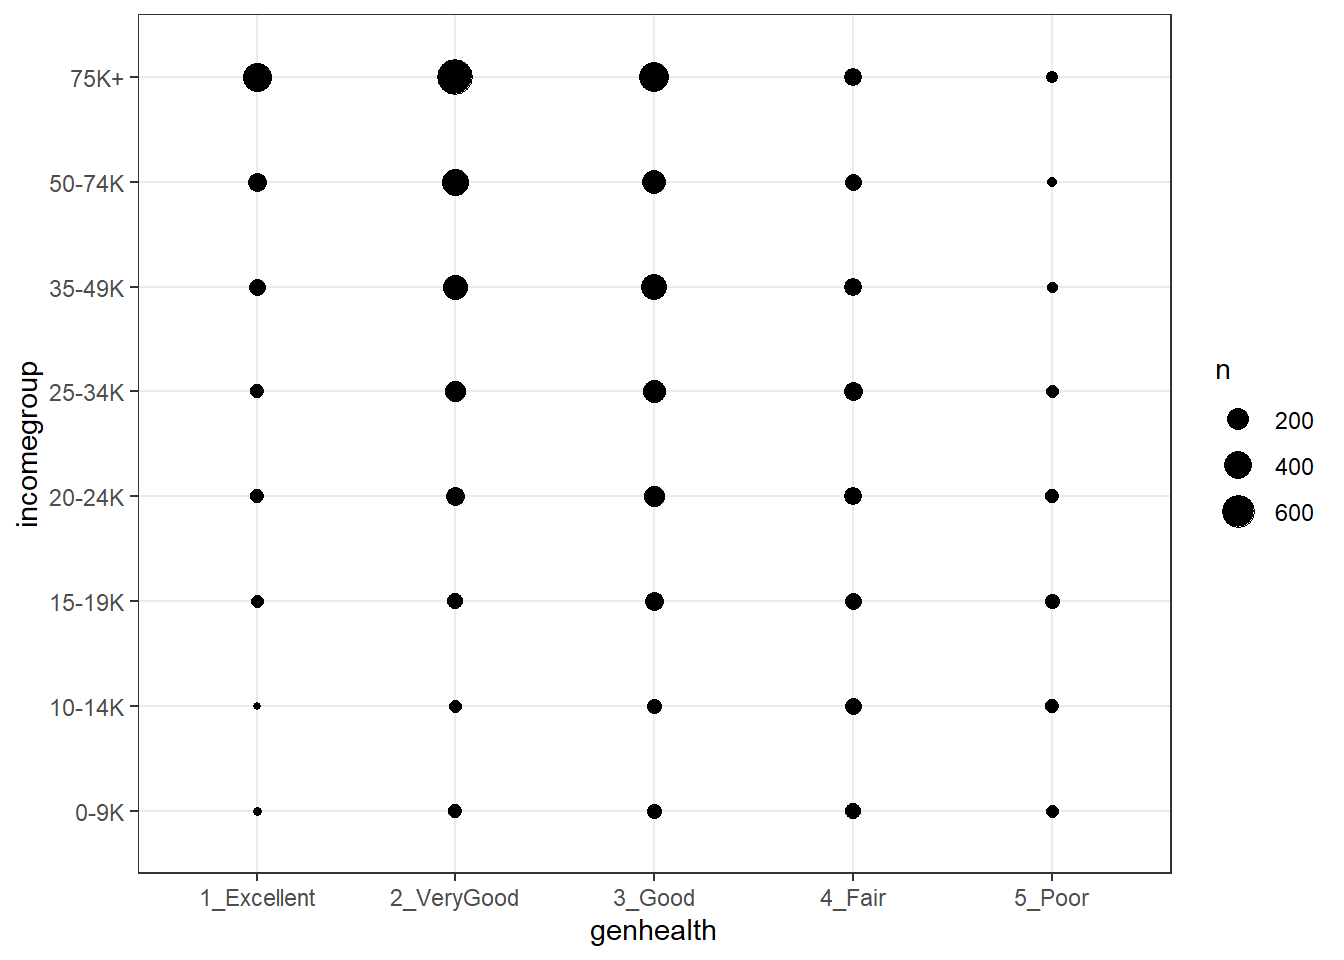 75K+
50-74K
35-49K
25-34K
20-24K
15-19K
10-14K
0-9K
incomegroup
1_Excellent 2_VeryGood 3_Good 4_Fair 5_Poor
genhealth
n
200
400
600